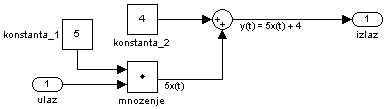 konstanta_1
5
4
konstanta_2
+
+
y(t) = 5x(t) + 4
1
izlaz
1
ulaz
mnozenje
5x(t)